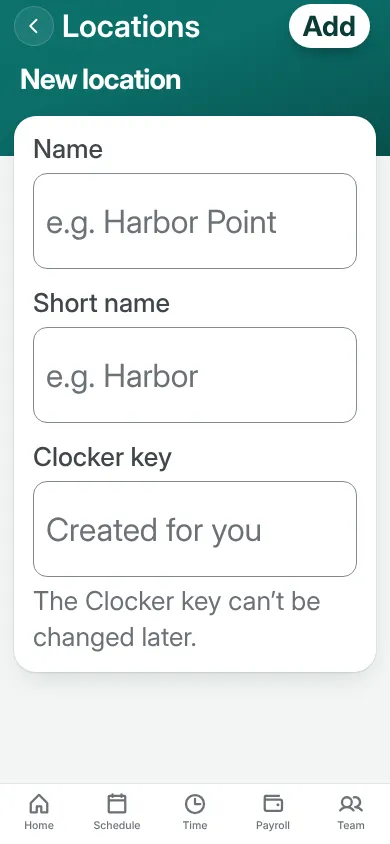 Locations
Add
New location
Name
e.g. Harbor Point
Short name
e.g. Harbor
Clocker key
Created for you
The Clocker key can’t be
changed later.
Home
Schedule
Time
Payroll
Team